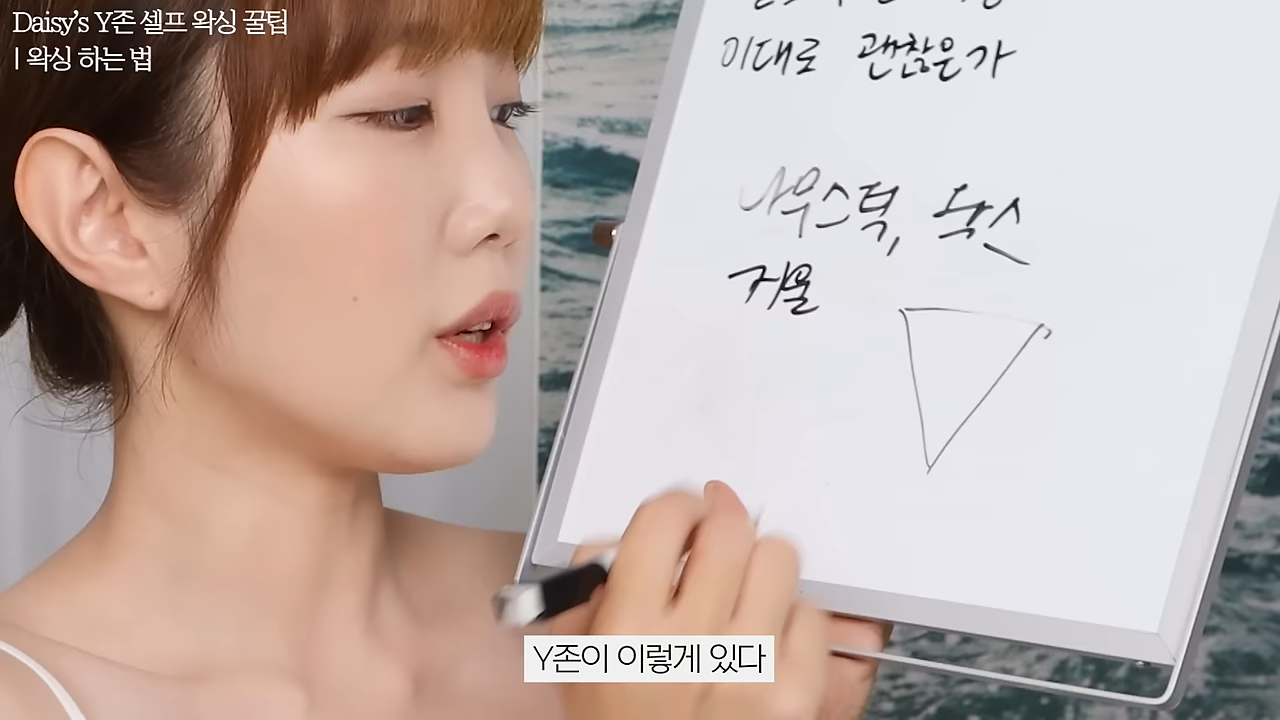 Daisy's Y존 셀프 왁싱 꿀팁
| 왁싱 하는 법
이대로 괜찮은가
나무스틱, 왁스
거울
Y존이 이렇게 있다